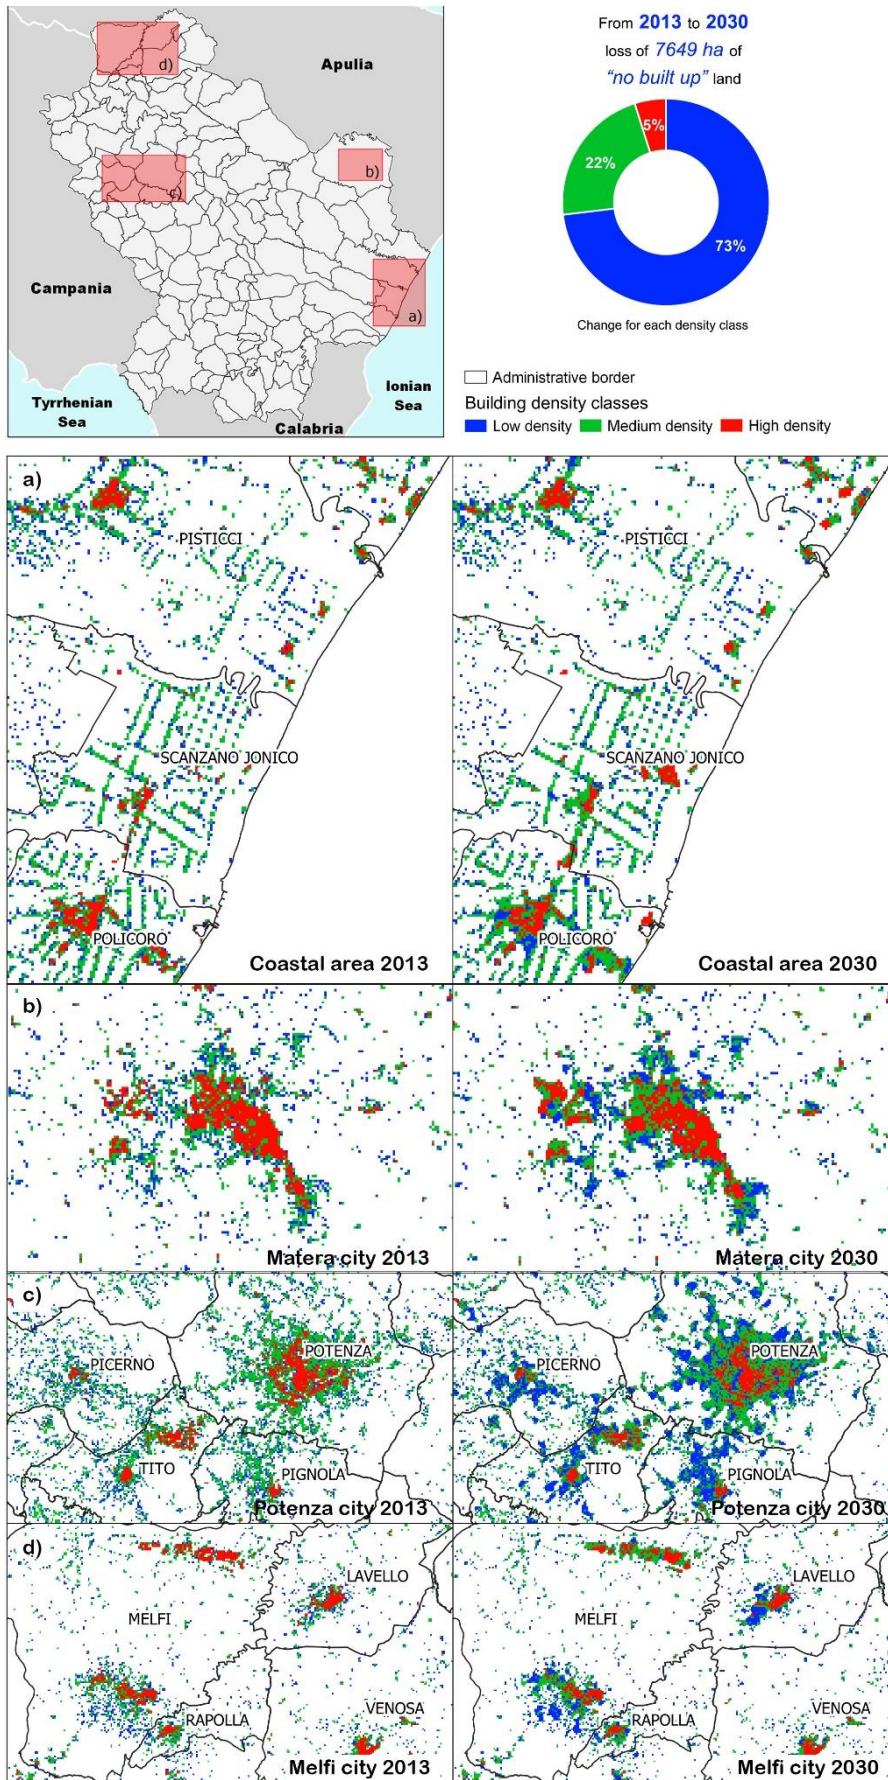 Apulia
d)
b)
c)
Campania
a)
Ionian
Sea
Tyrrhenian
Sea
Calabria
From 2013 to 2030
loss of 7649 ha of
“no built up” land
5%
22%
73%
Change for each density class
Administrative border
Building density classes
Low density
Medium density
High density
a)
PISTICCI
SCANZANO JONICO
POLICORO
Coastal area 2013
PISTICCI
SCANZANO JONICO
POLICORO
Coastal area 2030
b)
Matera city 2013
Matera city 2030
c)
POTENZA
PICERNO
TITO
PIGNOLA
Potenza city 2013
POTENZA
PICERNO
TITO
PIGNOLA
Potenza city 2030
d)
LAVELLO
MELFI
RAPOLLA
VENOSA
Melfi city 2013
LAVELLO
MELFI
RAPOLLA
VENOSA
Melfi city 2030